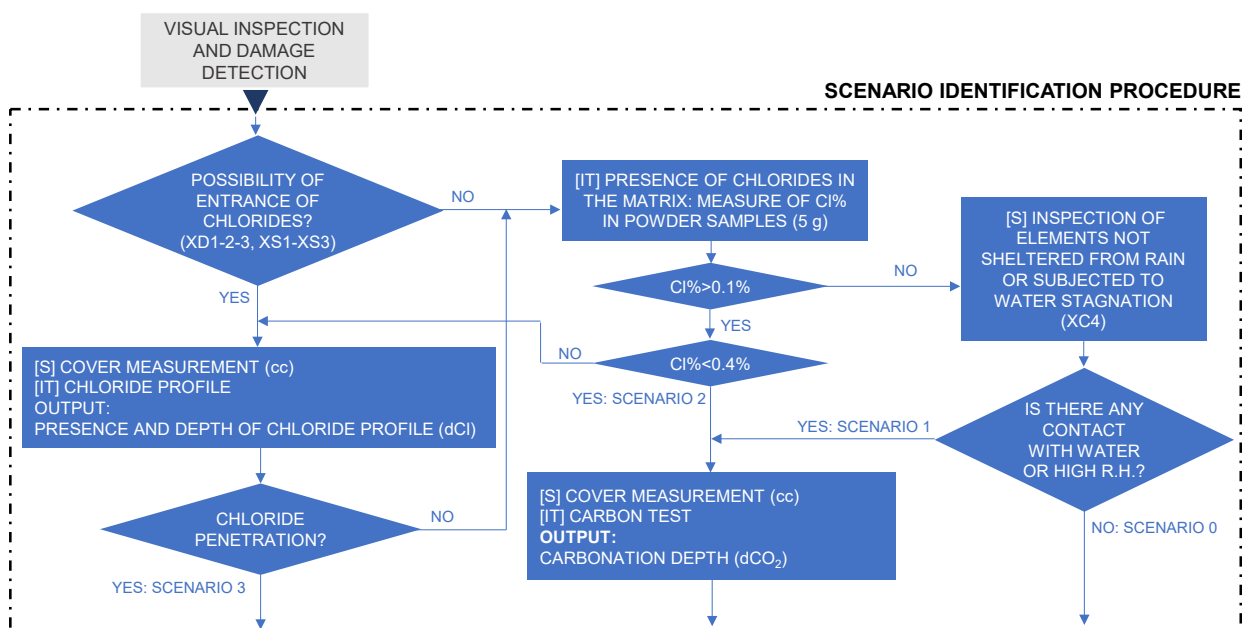 VISUAL INSPECTION
AND DAMAGE
DETECTION
SCENARIO IDENTIFICATION PROCEDURE
POSSIBILITY OF
ENTRANCE OF
CHLORIDES?
(XD1-2-3, XS1-XS3)
NO
YES
[IT] PRESENCE OF CHLORIDES IN
THE MATRIX: MEASURE OF Cl%
IN POWDER SAMPLES (5 g)
Cl%>0.1%
NO
YES
[S] INSPECTION OF
ELEMENTS NOT
SHELTERED FROM RAIN
OR SUBJECTED TO
WATER STAGNATION
(XC4)
Cl%<0.4%
NO
YES: SCENARIO 2
[S] COVER MEASUREMENT (cc)
[IT] CHLORIDE PROFILE
OUTPUT:
PRESENCE AND DEPTH OF CHLORIDE PROFILE (dCl)
IS THERE ANY
CONTACT
WITH WATER
OR HIGH R.H.?
YES: SCENARIO 1
NO: SCENARIO 0
CHLORIDE
PENETRATION?
NO
YES: SCENARIO 3
[S] COVER MEASUREMENT (cc)
[IT] CARBON TEST
OUTPUT:
CARBONATION DEPTH (dCO₂)